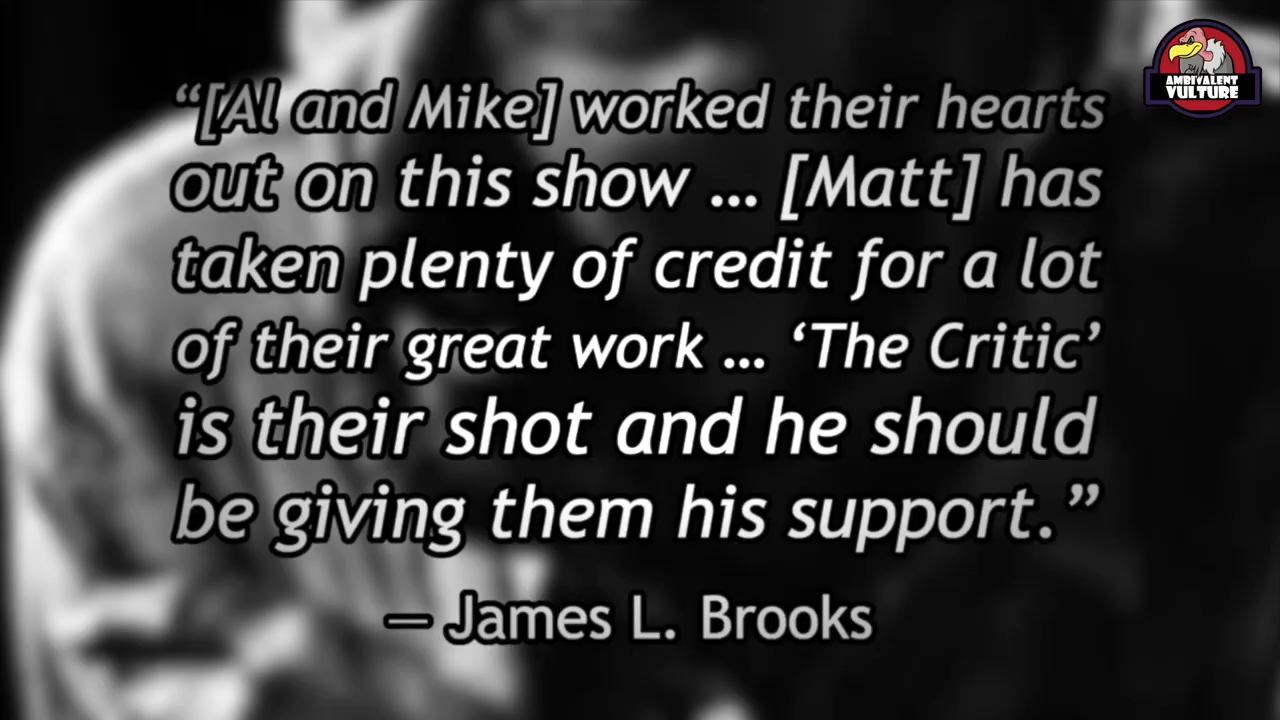 “[Al and Mike] worked their hearts
out on this show ... [Matt] has
taken plenty of credit for a lot
of their great work ... ‘The Critic’
is their shot and he should
be giving them his support.”
— James L. Brooks
AMBIVALENT
VULTURE